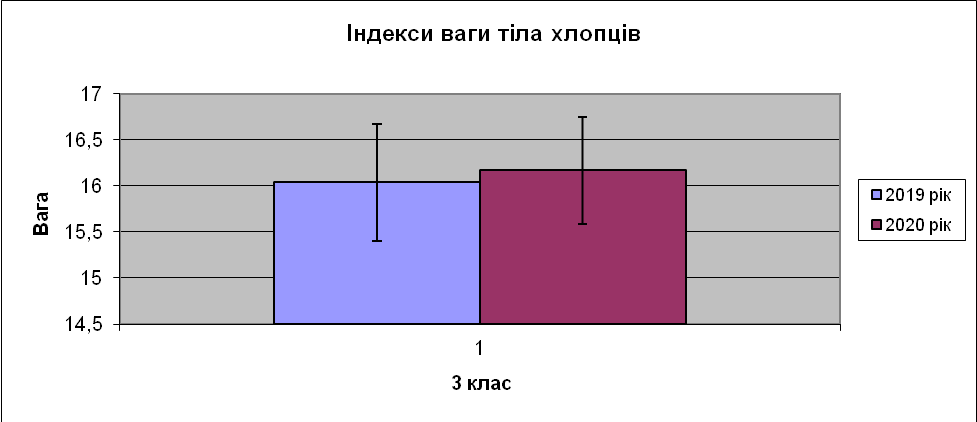 Індекси ваги тіла хлопців
17
16,5
16
15,5
15
14,5
Вага
1
3 клас
2019 рік
2020 рік